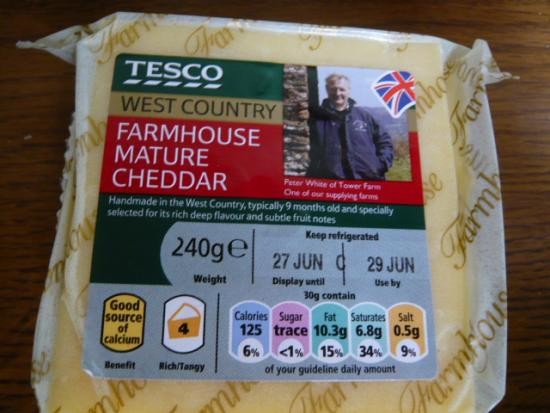 TESCO
WEST COUNTRY
FARMHOUSE
MATURE
CHEDDAR
Peter White of Tower Farm
One of our supplying farms
Handmade in the West Country, typically 9 months old and specially
selected for its rich deep flavour and subtle fruit notes
240g e
Weight
Keep refrigerated
27 JUN C
Display until
29 JUN
Use by
30g contain
Good
source
of
calcium
Benefit
4
Rich/Tangy
Calories
125
6%
Sugar
trace
<1%
Fat
10.3g
15%
Saturates
6.8g
34%
Salt
0.5g
9%
of your guideline daily amount
Farmhouse